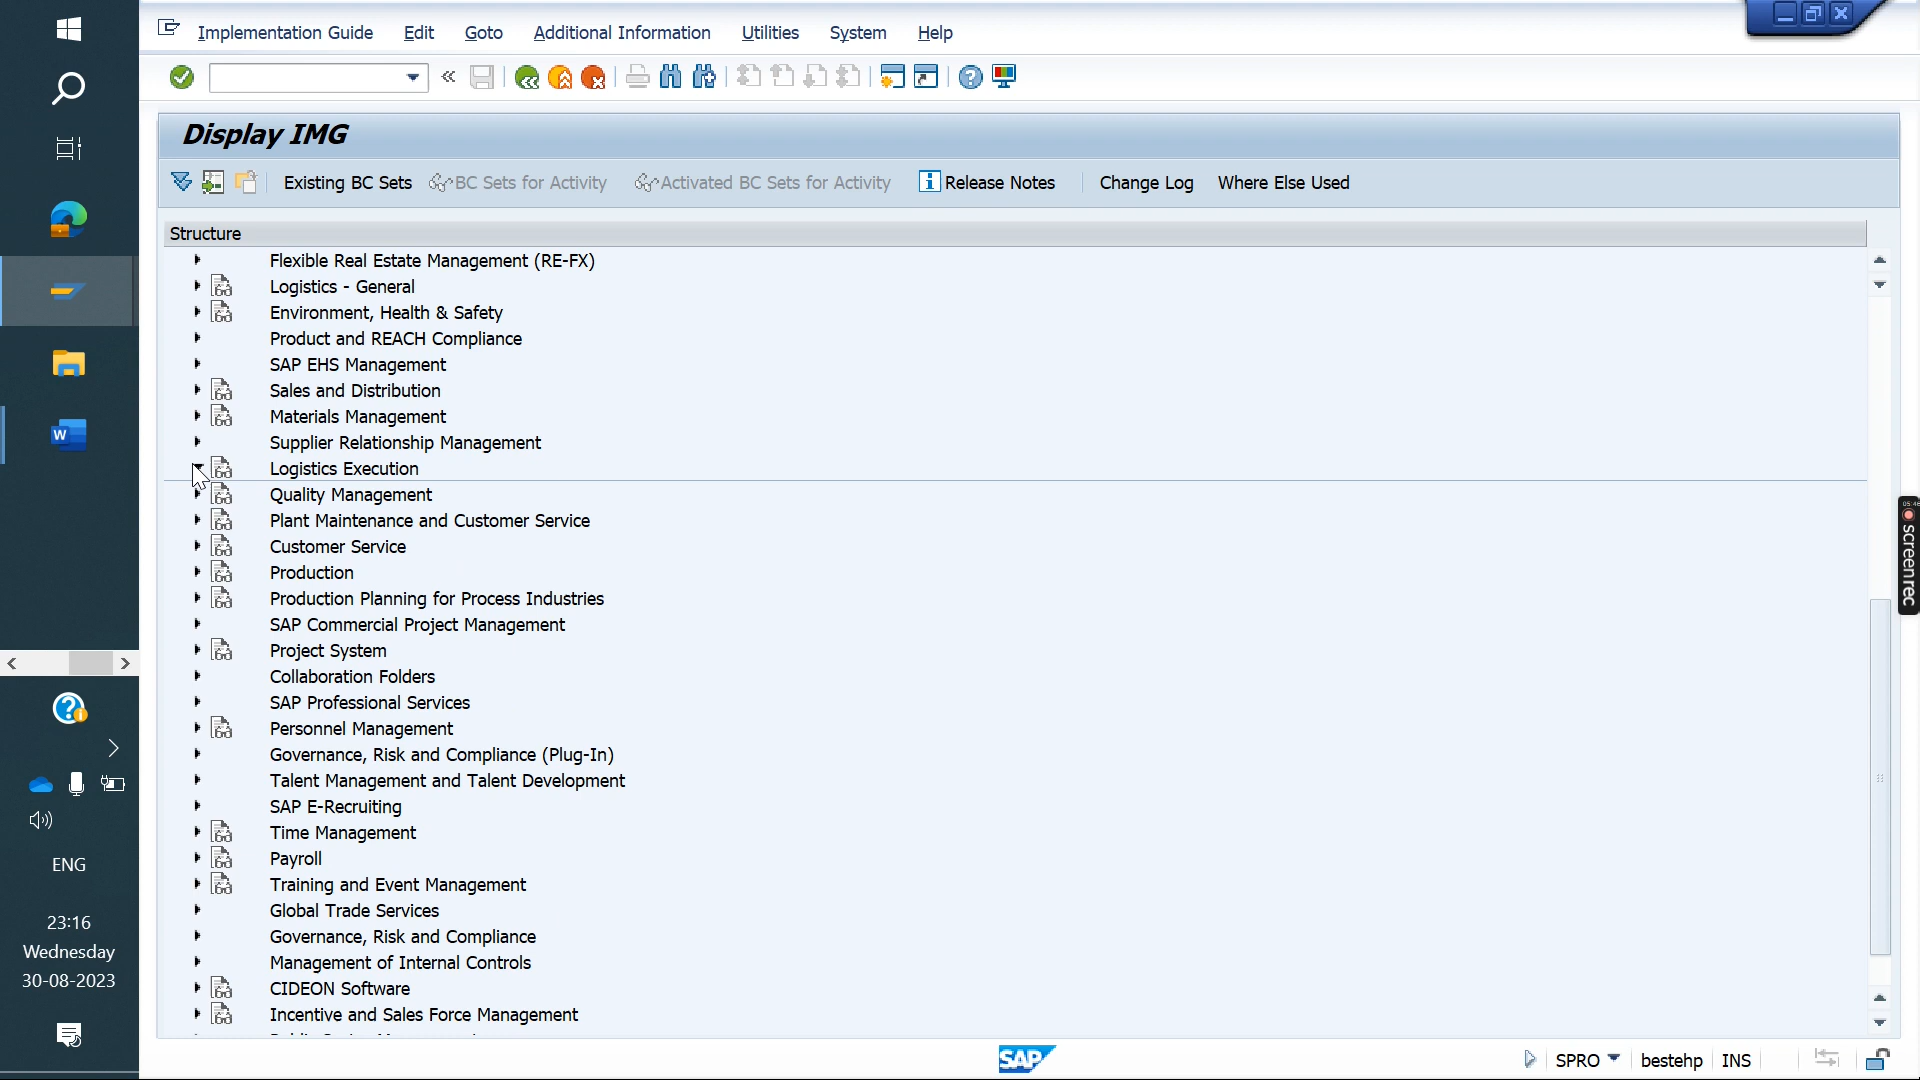 Implementation Guide Edit Goto Additional Information Utilities System Help
Display IMG
Existing BC Sets BC Sets for Activity Activated BC Sets for Activity Release Notes Change Log Where Else Used
Structure
Flexible Real Estate Management (RE-FX)
Logistics - General
Environment, Health & Safety
Product and REACH Compliance
SAP EHS Management
Sales and Distribution
Materials Management
Supplier Relationship Management
Logistics Execution
Quality Management
Plant Maintenance and Customer Service
Customer Service
Production
Production Planning for Process Industries
SAP Commercial Project Management
Project System
Collaboration Folders
SAP Professional Services
Personnel Management
Governance, Risk and Compliance (Plug-In)
Talent Management and Talent Development
SAP E-Recruiting
Time Management
Payroll
Training and Event Management
Global Trade Services
Governance, Risk and Compliance
Management of Internal Controls
CIDEON Software
Incentive and Sales Force Management
SAP
SPRO bestehp INS
ENG
23:16
Wednesday
30-08-2023
screenrec
W